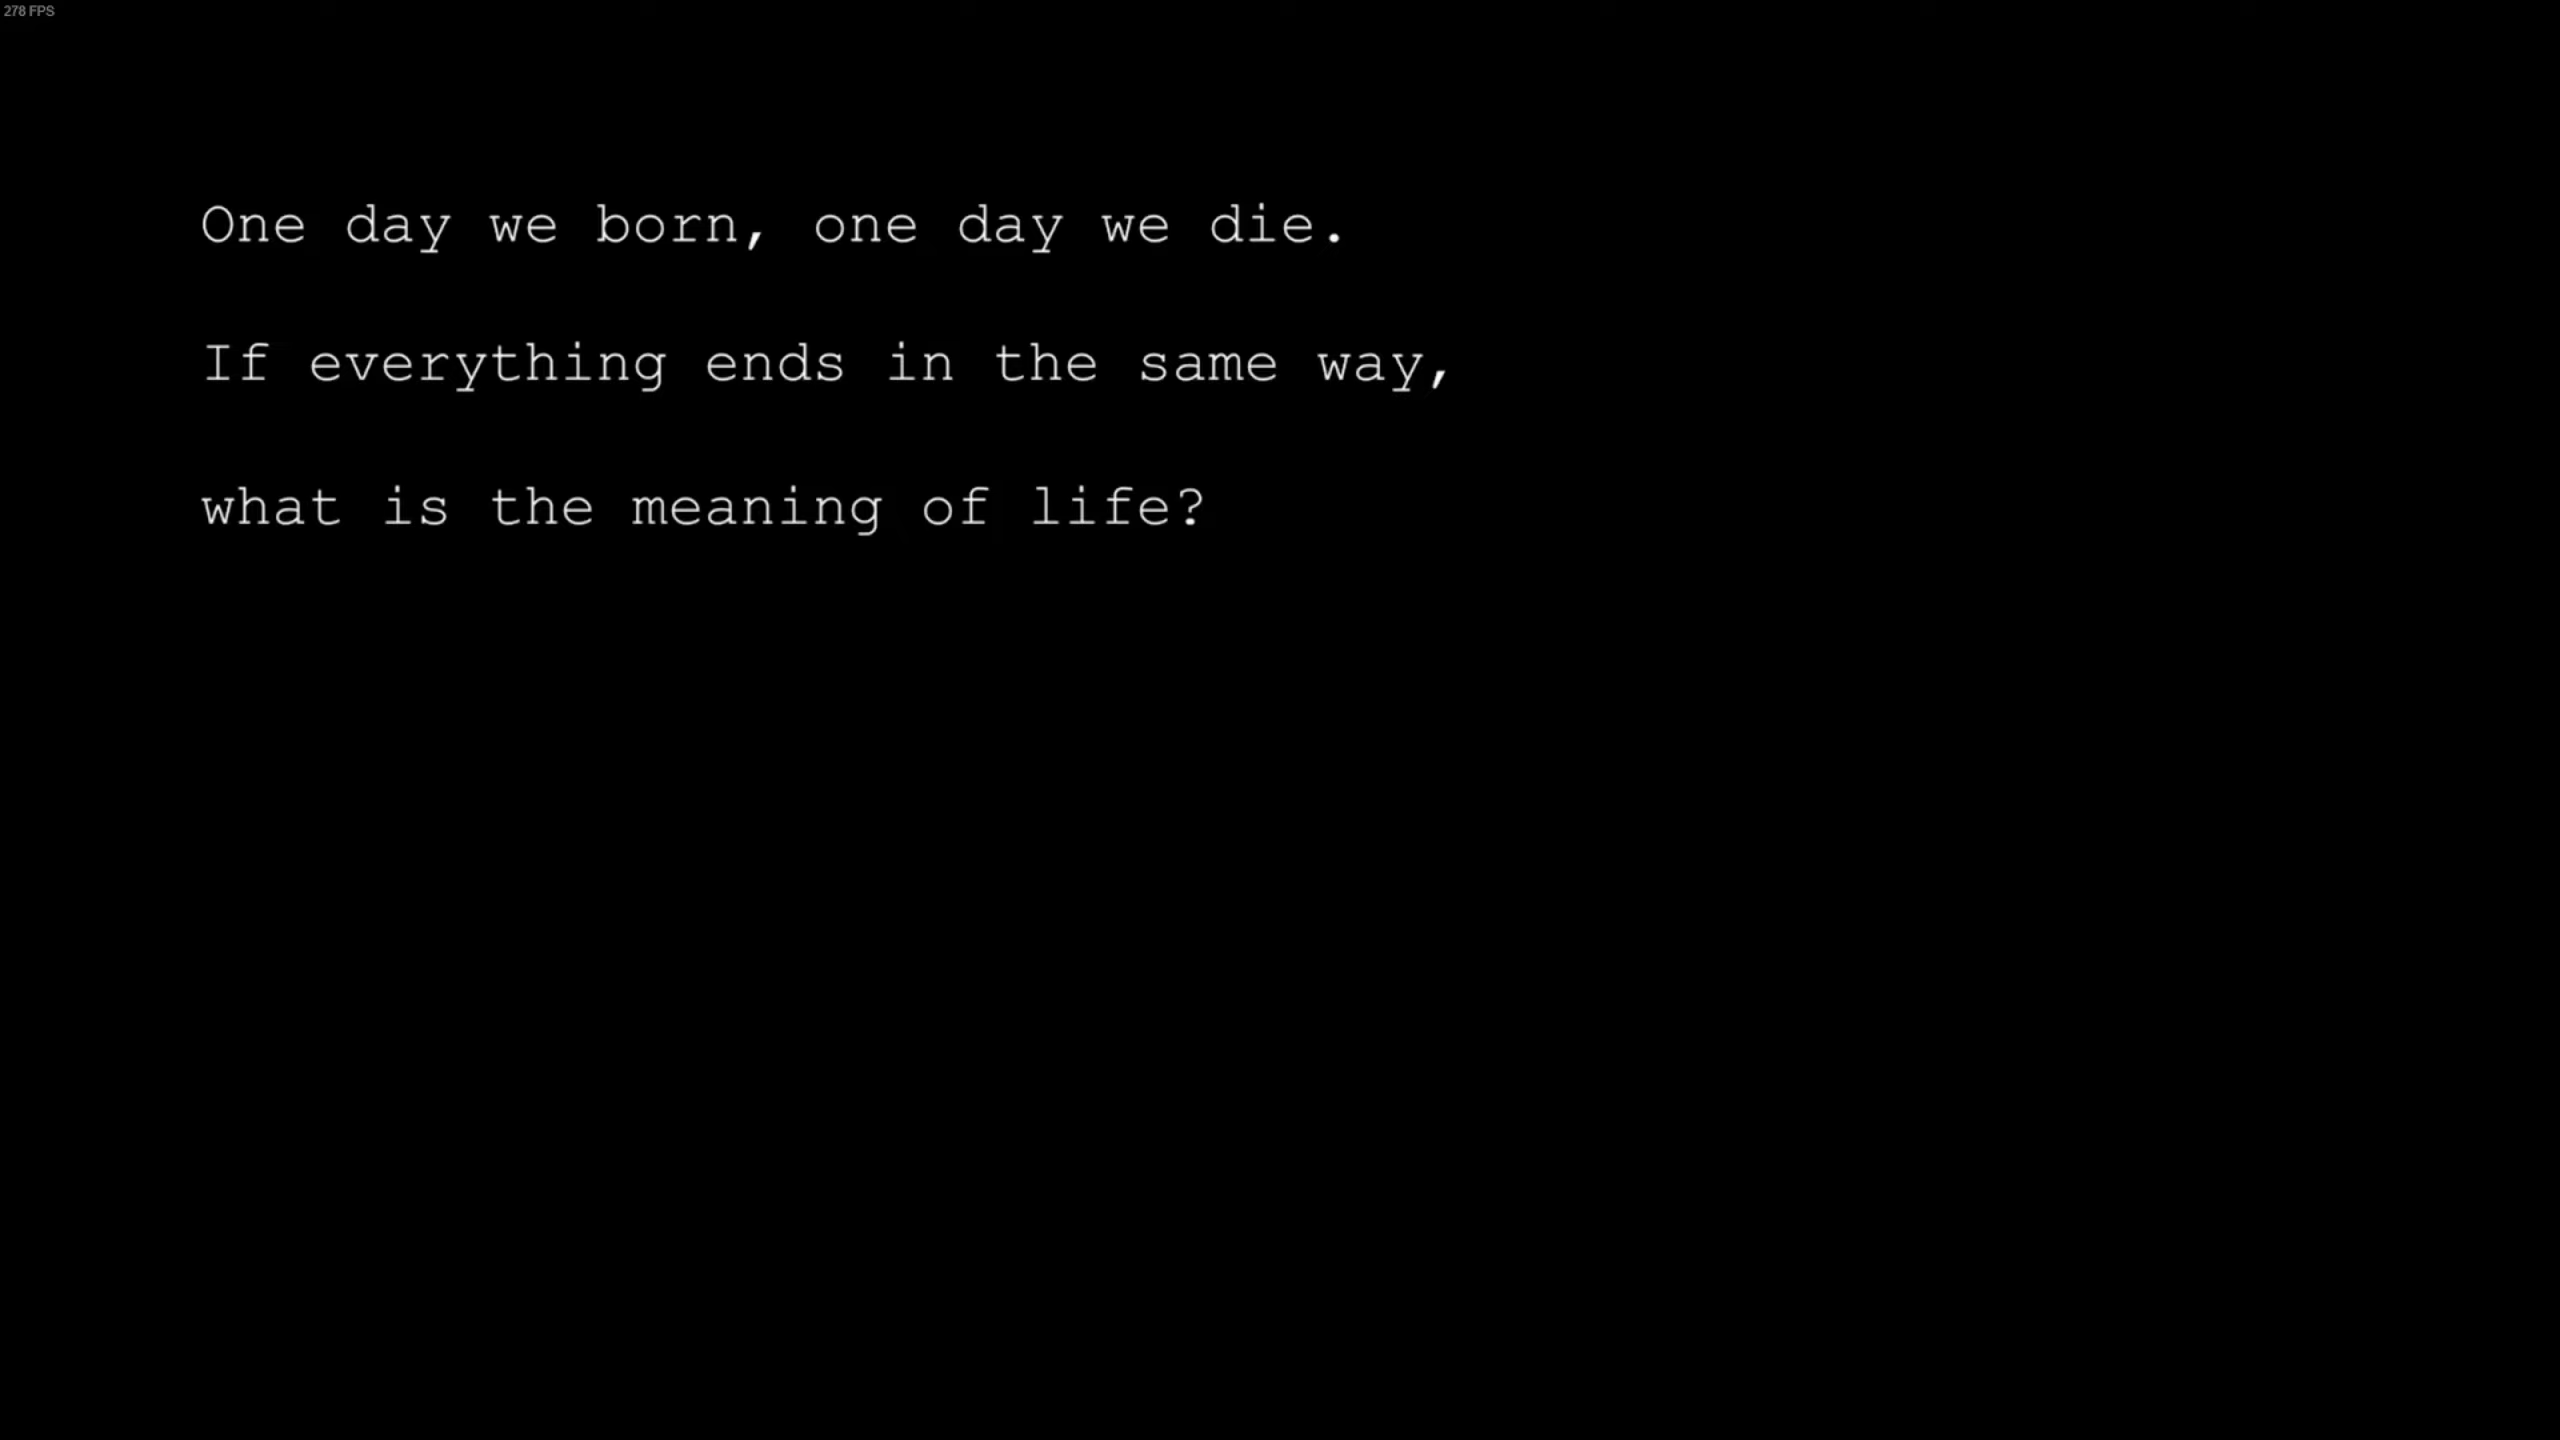 278 FPS
One day we born, one day we die.
If everything ends in the same way,
what is the meaning of life?